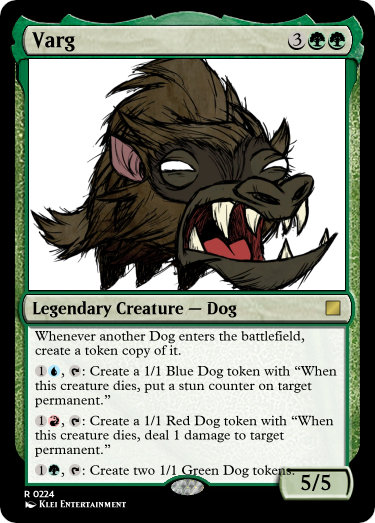 Varg 3
Legendary Creature — Dog
Whenever another Dog enters the battlefield,
create a token copy of it.
1, : Create a 1/1 Blue Dog token with “When
this creature dies, put a stun counter on target
permanent.”
1, : Create a 1/1 Red Dog token with “When
this creature dies, deal 1 damage to target
permanent.”
1, : Create two 1/1 Green Dog tokens.
5/5
R 0224
Klei Entertainment